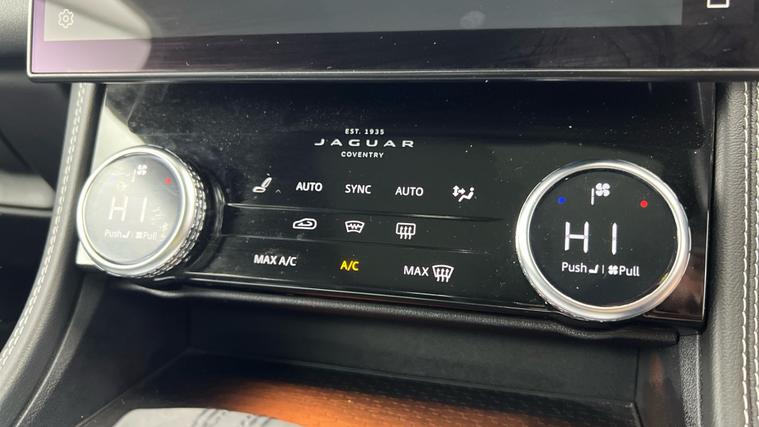 EST. 1935
JAGUAR
COVENTRY
AUTO SYNC AUTO
MAX A/C A/C MAX
HI
Push Pull
HI
Push Pull